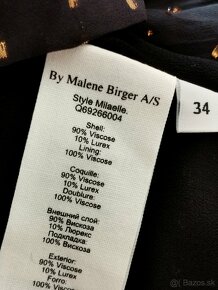 By Malene Birger A/S
Style Milaelle.
Q69266004
Shell:
90% Viscose
10% Lurex
Lining:
100% Viscose
Coquille:
90% Viscose
10% Lurex
Doublure:
100% Viscose
Внешний слой:
90% Вискоза
10% Люрекс
Подкладка:
100% Вискоза
Exterior:
90% Viscosa
10% Lurex
Forro:
100% Viscosa
34
bazos.sk